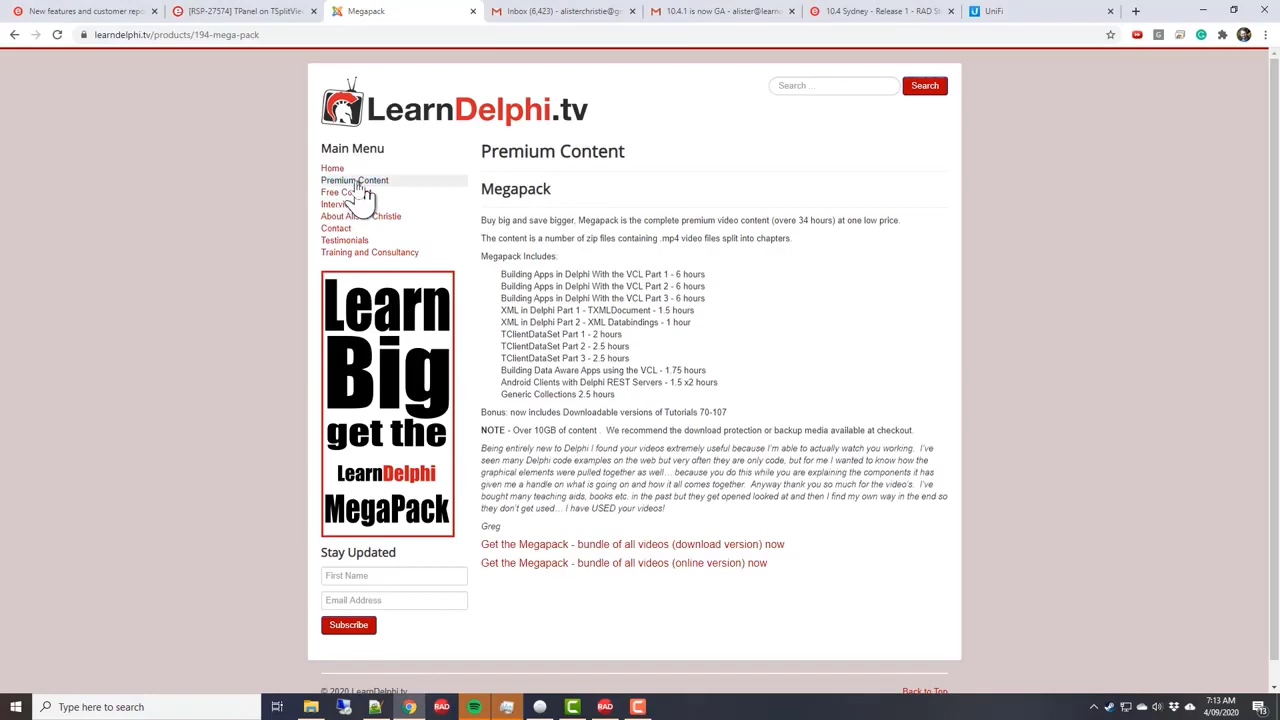 New features and customer repor
[RSP-27574] TPanel on TSplitVie
Megapack
Inbox (6,423) - alisterchristie@g
10.4.1 is now GA - alister@learn
10.4 Sydney - Release 1 - RAD St
UniFi
learndelphi.tv/products/194-mega-pack
LearnDelphi.tv
Search ...
Search
Main Menu
Home
Premium Content
Free Co
Intervi
About Al Christie
Contact
Testimonials
Training and Consultancy
Learn
Big
get the
LearnDelphi
MegaPack
Stay Updated
First Name
Email Address
Subscribe
Premium Content
Megapack
Buy big and save bigger, Megapack is the complete premium video content (overe 34 hours) at one low price.
The content is a number of zip files containing .mp4 video files split into chapters.
Megapack Includes:
Building Apps in Delphi With the VCL Part 1 - 6 hours
Building Apps in Delphi With the VCL Part 2 - 6 hours
Building Apps in Delphi With the VCL Part 3 - 6 hours
XML in Delphi Part 1 - TXMLDocument - 1.5 hours
XML in Delphi Part 2 - XML Databindings - 1 hour
TClientDataSet Part 1 - 2 hours
TClientDataSet Part 2 - 2.5 hours
TClientDataSet Part 3 - 2.5 hours
Building Data Aware Apps using the VCL - 1.75 hours
Android Clients with Delphi REST Servers - 1.5 x2 hours
Generic Collections 2.5 hours
Bonus: now includes Downloadable versions of Tutorials 70-107
NOTE - Over 10GB of content . We recommend the download protection or backup media available at checkout.
Being entirely new to Delphi I found your videos extremely useful because I'm able to actually watch you working. I've
seen many Delphi code examples on the web but very often they are only code, but for me I wanted to know how the
graphical elements were pulled together as well... because you do this while you are explaining the components it has
given me a handle on what is going on and how it all comes together. Anyway thank you so much for the video's. I've
bought many teaching aids, books etc. in the past but they get opened looked at and then I find my own way in the end so
they don't get used... I have USED your videos!
Greg
Get the Megapack - bundle of all videos (download version) now
Get the Megapack - bundle of all videos (online version) now
© 2020 LearnDelphi.tv
Back to Top
Type here to search
RAD
RAD
7:13 AM
4/09/2020